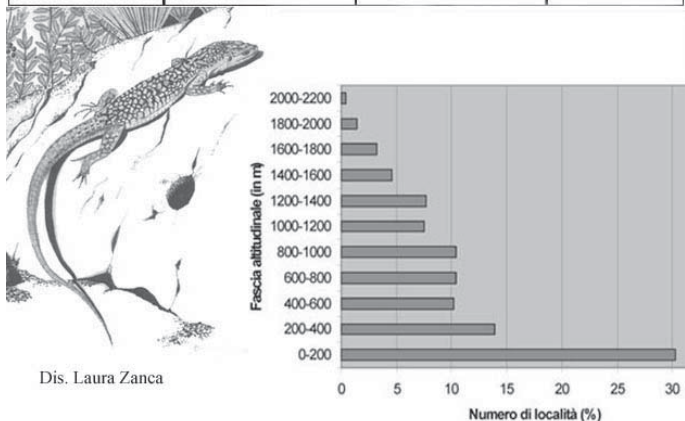 Dis. Laura Zanca
Fascia altitudinale (in m)
2000-2200
1800-2000
1600-1800
1400-1600
1200-1400
1000-1200
800-1000
600-800
400-600
200-400
0-200
0 5 10 15 20 25 30
Numero di località (%)